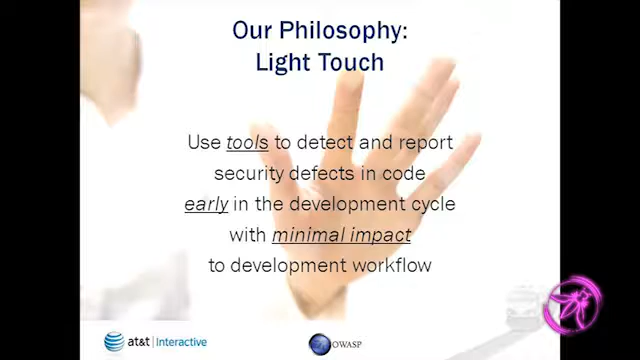 Our Philosophy:
Light Touch
Use tools to detect and report
security defects in code
early in the development cycle
with minimal impact
to development workflow
at&t Interactive
OWASP